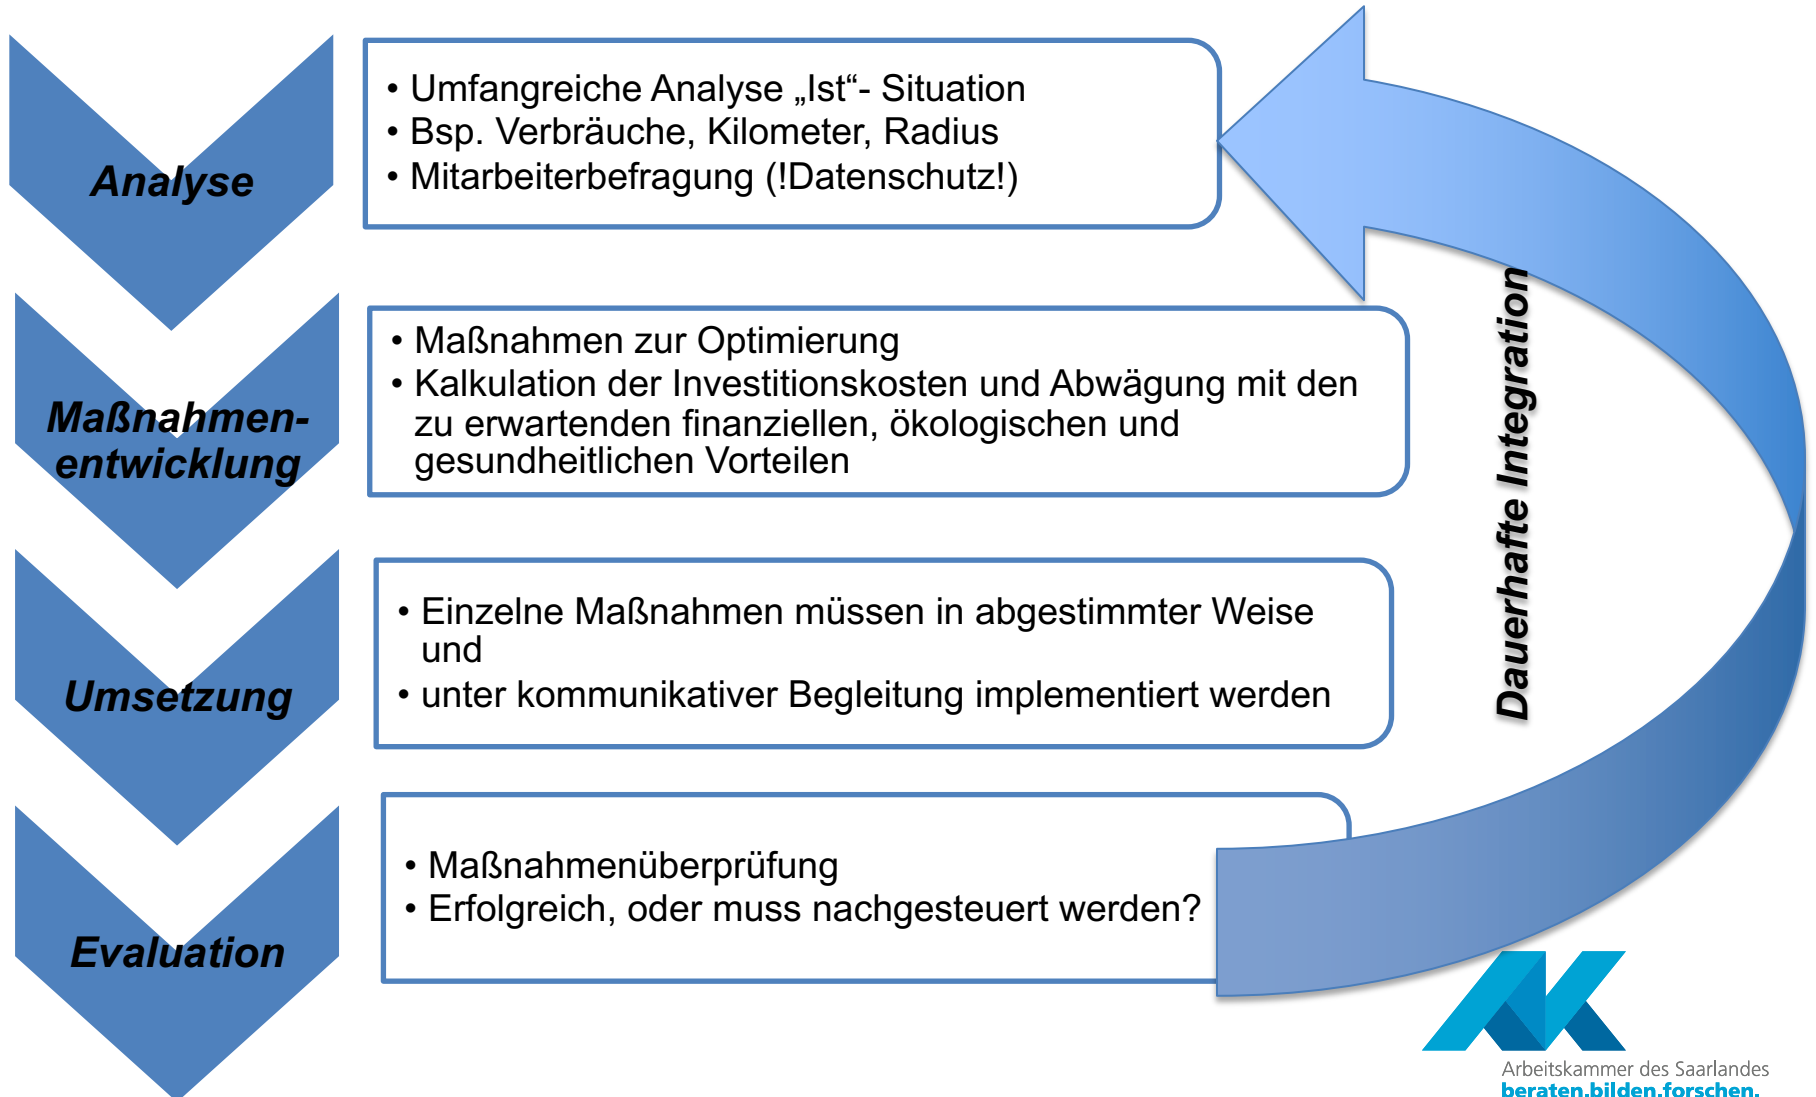 Analyse
• Umfangreiche Analyse „Ist“- Situation
• Bsp. Verbräuche, Kilometer, Radius
• Mitarbeiterbefragung (!Datenschutz!)
Maßnahmen-
entwicklung
• Maßnahmen zur Optimierung
• Kalkulation der Investitionskosten und Abwägung mit den
zu erwartenden finanziellen, ökologischen und
gesundheitlichen Vorteilen
Umsetzung
• Einzelne Maßnahmen müssen in abgestimmter Weise
und
• unter kommunikativer Begleitung implementiert werden
Evaluation
• Maßnahmenüberprüfung
• Erfolgreich, oder muss nachgesteuert werden?
Dauerhafte Integration
AK
Arbeitskammer des Saarlandes
beraten.bilden.forschen.